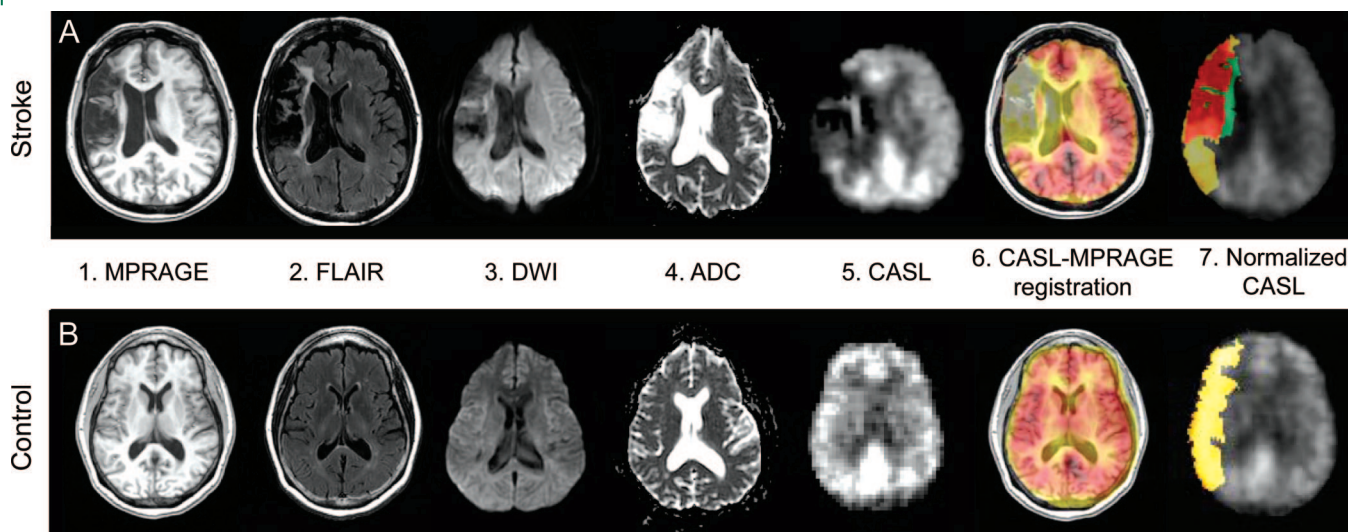 A
Stroke
1. MPRAGE
2. FLAIR
3. DWI
4. ADC
5. CASL
6. CASL-MPRAGE
registration
7. Normalized
CASL
B
Control